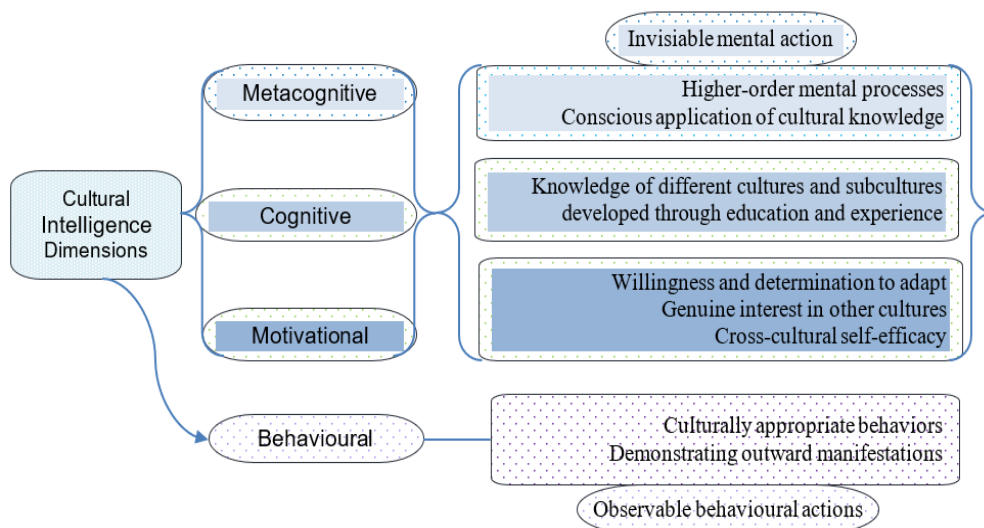 Invisiable mental action
Metacognitive
Higher-order mental processes
Conscious application of cultural knowledge
Cultural
Intelligence
Dimensions
Cognitive
Knowledge of different cultures and subcultures
developed through education and experience
Motivational
Willingness and determination to adapt
Genuine interest in other cultures
Cross-cultural self-efficacy
Behavioural
Culturally appropriate behaviors
Demonstrating outward manifestations
Observable behavioural actions